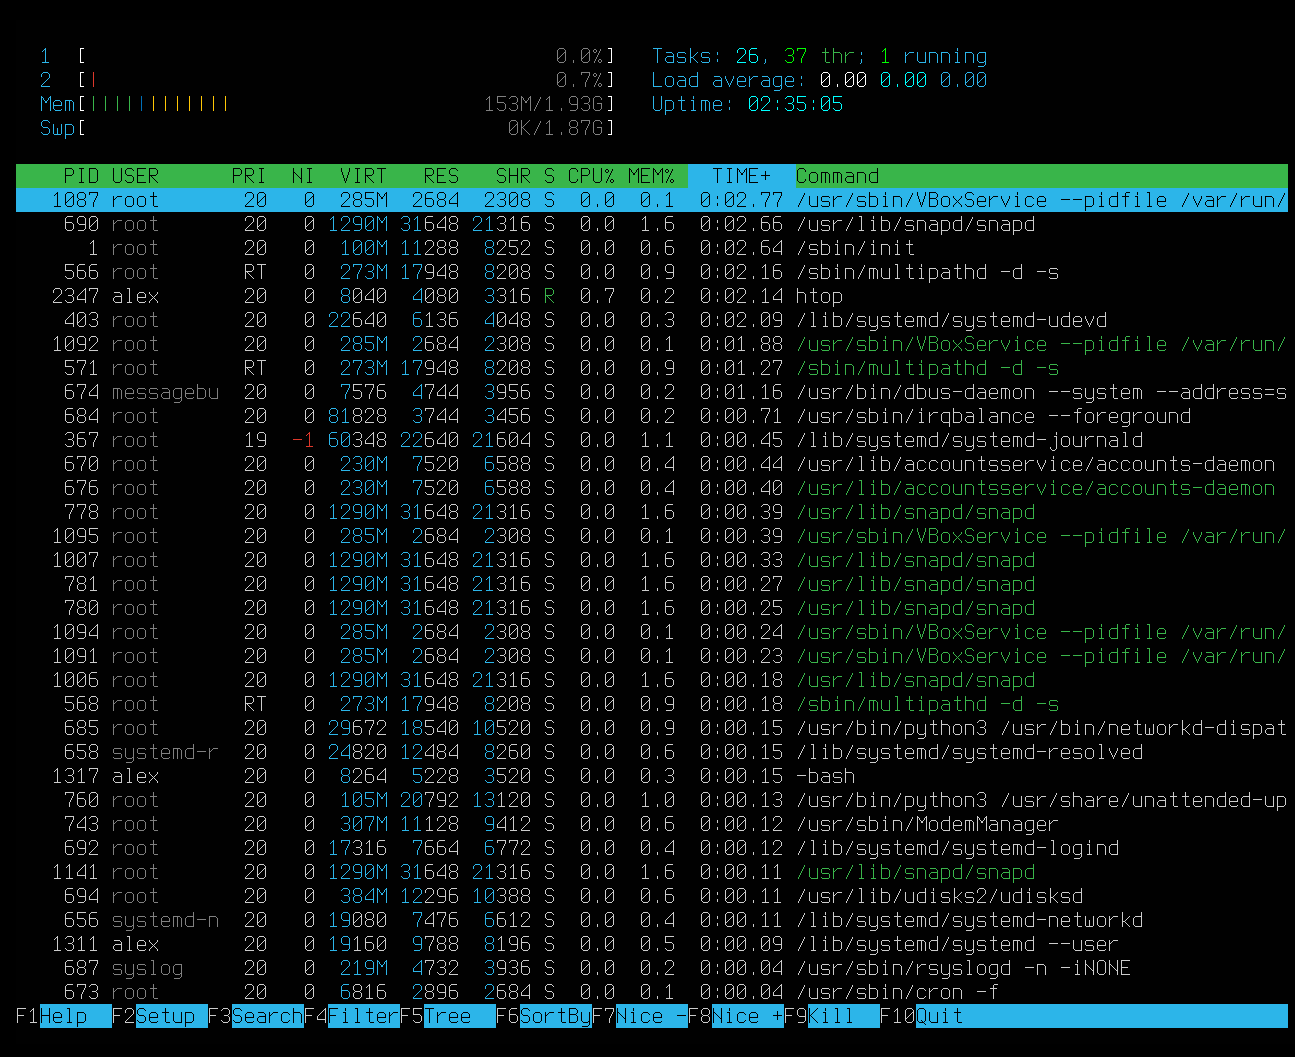 1 [ 0.0%] Tasks: 26, 37 thr; 1 running
2 [| 0.7%] Load average: 0.00 0.00 0.00
Mem[|||||||||||| 153M/1.93G] Uptime: 02:35:05
Swp[ 0K/1.87G]
PID USER PRI NI VIRT RES SHR S CPU% MEM% TIME+ Command
1087 root 20 0 285M 2684 2308 S 0.0 0.1 0:02.77 /usr/sbin/VBoxService --pidfile /var/run/
690 root 20 0 1290M 31648 21316 S 0.0 1.6 0:02.66 /usr/lib/snapd/snapd
1 root 20 0 100M 11288 8252 S 0.0 0.6 0:02.64 /sbin/init
566 root RT 0 273M 17948 8208 S 0.0 0.9 0:02.16 /sbin/multipathd -d -s
2347 alex 20 0 8040 4080 3316 R 0.7 0.2 0:02.14 htop
403 root 20 0 22640 6136 4048 S 0.0 0.3 0:02.09 /lib/systemd/systemd-udevd
1092 root 20 0 285M 2684 2308 S 0.0 0.1 0:01.88 /usr/sbin/VBoxService --pidfile /var/run/
571 root RT 0 273M 17948 8208 S 0.0 0.9 0:01.27 /sbin/multipathd -d -s
674 messagebu 20 0 7576 4744 3956 S 0.0 0.2 0:01.16 /usr/bin/dbus-daemon --system --address=s
684 root 20 0 81828 3744 3456 S 0.0 0.2 0:00.71 /usr/sbin/irqbalance --foreground
367 root 19 -1 60348 22640 21604 S 0.0 1.1 0:00.45 /lib/systemd/systemd-journald
670 root 20 0 230M 7520 6588 S 0.0 0.4 0:00.44 /usr/lib/accountsservice/accounts-daemon
676 root 20 0 230M 7520 6588 S 0.0 0.4 0:00.40 /usr/lib/accountsservice/accounts-daemon
778 root 20 0 1290M 31648 21316 S 0.0 1.6 0:00.39 /usr/lib/snapd/snapd
1095 root 20 0 285M 2684 2308 S 0.0 0.1 0:00.39 /usr/sbin/VBoxService --pidfile /var/run/
1007 root 20 0 1290M 31648 21316 S 0.0 1.6 0:00.33 /usr/lib/snapd/snapd
781 root 20 0 1290M 31648 21316 S 0.0 1.6 0:00.27 /usr/lib/snapd/snapd
780 root 20 0 1290M 31648 21316 S 0.0 1.6 0:00.25 /usr/lib/snapd/snapd
1094 root 20 0 285M 2684 2308 S 0.0 0.1 0:00.24 /usr/sbin/VBoxService --pidfile /var/run/
1091 root 20 0 285M 2684 2308 S 0.0 0.1 0:00.23 /usr/sbin/VBoxService --pidfile /var/run/
1006 root 20 0 1290M 31648 21316 S 0.0 1.6 0:00.18 /usr/lib/snapd/snapd
568 root RT 0 273M 17948 8208 S 0.0 0.9 0:00.18 /sbin/multipathd -d -s
685 root 20 0 29672 18540 10520 S 0.0 0.9 0:00.15 /usr/bin/python3 /usr/bin/networkd-dispat
658 systemd-r 20 0 24820 12484 8260 S 0.0 0.6 0:00.15 /lib/systemd/systemd-resolved
1317 alex 20 0 8264 5228 3520 S 0.0 0.3 0:00.15 -bash
760 root 20 0 105M 20792 13120 S 0.0 1.0 0:00.13 /usr/bin/python3 /usr/share/unattended-up
743 root 20 0 307M 11128 9412 S 0.0 0.6 0:00.12 /usr/sbin/ModemManager
692 root 20 0 17316 7664 6772 S 0.0 0.4 0:00.12 /lib/systemd/systemd-logind
1141 root 20 0 1290M 31648 21316 S 0.0 1.6 0:00.11 /usr/lib/snapd/snapd
694 root 20 0 384M 12296 10388 S 0.0 0.6 0:00.11 /usr/lib/udisks2/udisksd
656 systemd-n 20 0 19080 7476 6612 S 0.0 0.4 0:00.11 /lib/systemd/systemd-networkd
1311 alex 20 0 19160 9788 8196 S 0.0 0.5 0:00.09 /lib/systemd/systemd --user
687 syslog 20 0 219M 4732 3936 S 0.0 0.2 0:00.04 /usr/sbin/rsyslogd -n -iNONE
673 root 20 0 6816 2896 2684 S 0.0 0.1 0:00.04 /usr/sbin/cron -f
F1Help F2Setup F3SearchF4FilterF5Tree F6SortByF7Nice -F8Nice +F9Kill F10Quit